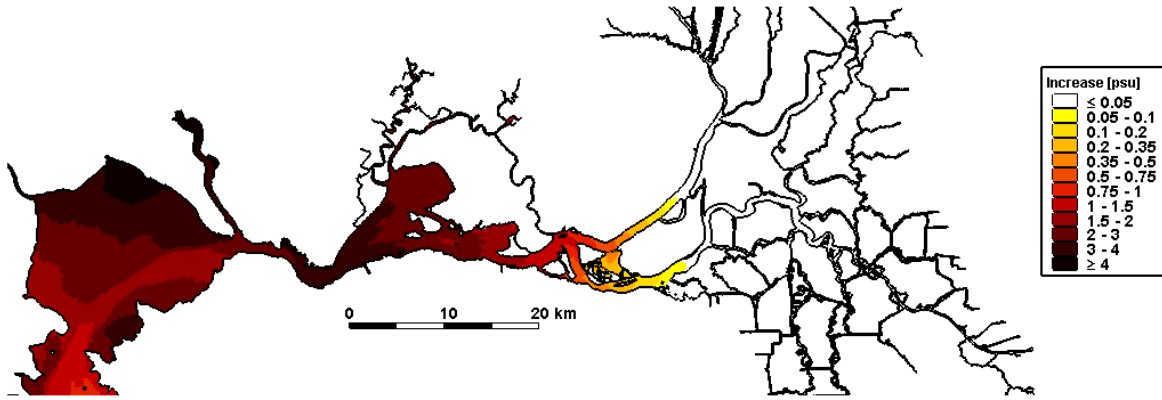 Increase [psu]
≤ 0.05
0.05 - 0.1
0.1 - 0.2
0.2 - 0.35
0.35 - 0.5
0.5 - 0.75
0.75 - 1
1 - 1.5
1.5 - 2
2 - 3
3 - 4
≥ 4
0 10 20 km